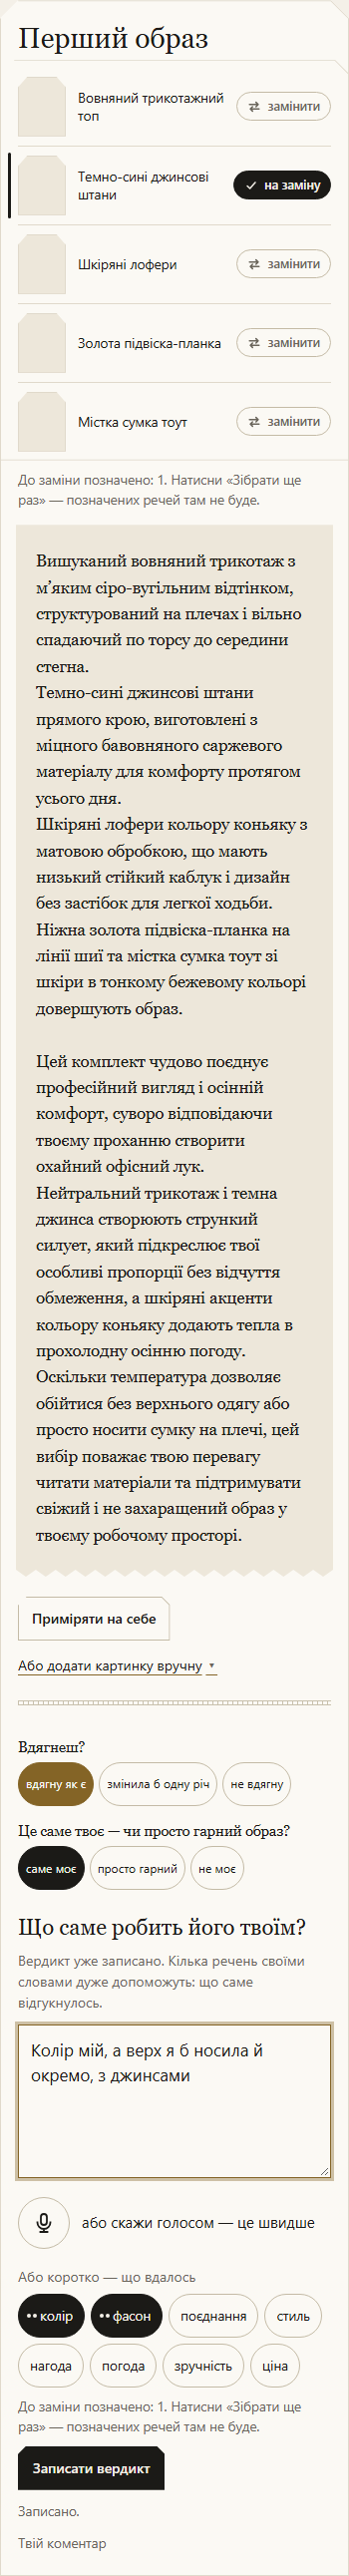 Перший образ
Вовняний трикотажний
топ
замінити
Темно-сині джинсові
штани
на заміну
Шкіряні лофери
замінити
Золота підвіска-планка
замінити
Містка сумка тоут
замінити
До заміни позначено: 1. Натисни «Зібрати ще
раз» — позначених речей там не буде.
Вишуканий вовняний трикотаж з
м’яким сіро-вугільним відтінком,
структурований на плечах і вільно
спадаючий по торсу до середини
стегна.
Темно-сині джинсові штани
прямого крою, виготовлені з
міцного бавовняного саржевого
матеріалу для комфорту протягом
усього дня.
Шкіряні лофери кольору коньяку з
матовою обробкою, що мають
низький стійкий каблук і дизайн
без застібок для легкої ходьби.
Ніжна золота підвіска-планка на
лінії шиї та містка сумка тоут зі
шкіри в тонкому бежевому кольорі
довершують образ.
Цей комплект чудово поєднує
професійний вигляд і осінній
комфорт, суворо відповідаючи
твоєму проханню створити
охайний офісний лук.
Нейтральний трикотаж і темна
джинса створюють стрункий
силует, який підкреслює твої
особливі пропорції без відчуття
обмеження, а шкіряні акценти
кольору коньяку додають тепла в
прохолодну осінню погоду.
Оскільки температура дозволяє
обійтися без верхнього одягу або
просто носити сумку на плечі, цей
вибір поважає твою перевагу
читати матеріали та підтримувати
свіжий і не захаращений образ у
твоєму робочому просторі.
Приміряти на себе
Або додати картинку вручну
Вдягнеш?
вдягну як є
змінила б одну річ
не вдягну
Це саме твоє — чи просто гарний образ?
саме моє
просто гарний
не моє
Що саме робить його твоїм?
Вердикт уже записано. Кілька речень своїми
словами дуже допоможуть: що саме
відгукнулось.
Колір мій, а верх я б носила й
окремо, з джинсами
або скажи голосом — це швидше
Або коротко — що вдалось
колір
фасон
поєднання
стиль
нагода
погода
зручність
ціна
До заміни позначено: 1. Натисни «Зібрати ще
раз» — позначених речей там не буде.
Записати вердикт
Записано.
Твій коментар